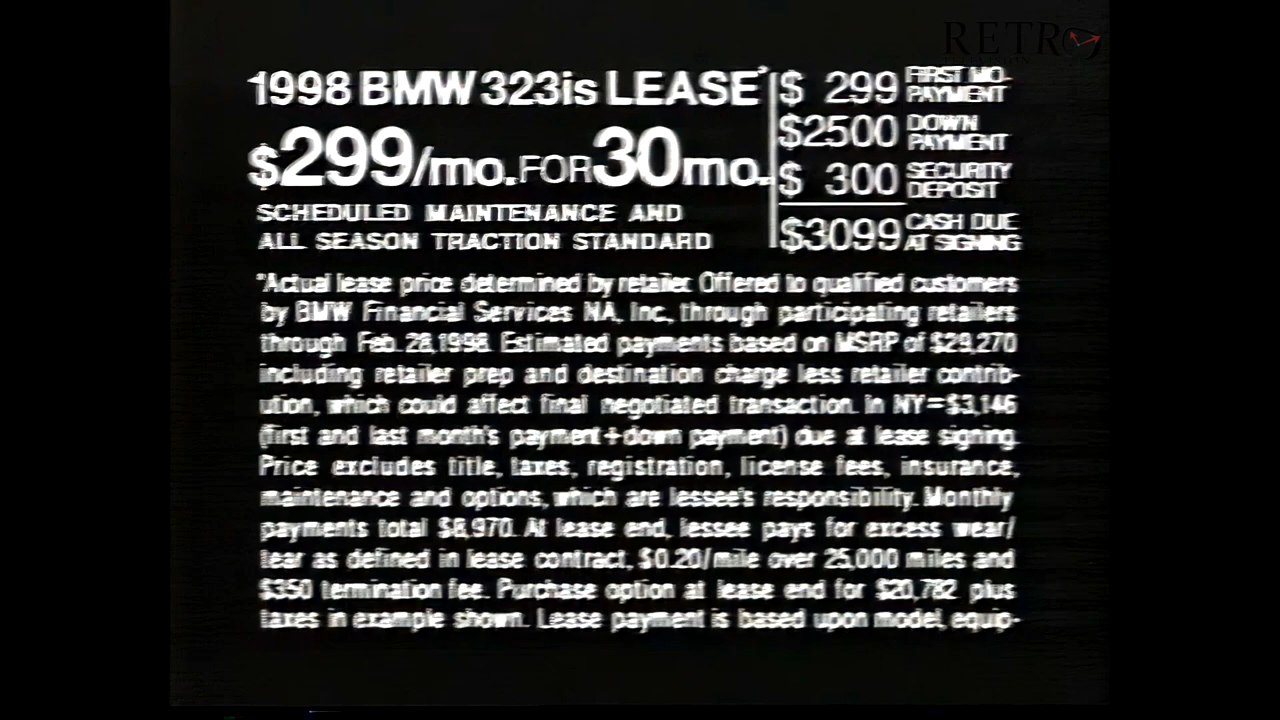 RETRO
1998 BMW 323is LEASE*
$299/mo. FOR 30 mo.
SCHEDULED MAINTENANCE AND
ALL SEASON TRACTION STANDARD
$ 299 FIRST MO. PAYMENT
$2500 DOWN PAYMENT
$ 300 SECURITY DEPOSIT
$3099 CASH DUE AT SIGNING
*Actual lease price determined by retailer. Offered to qualified customers
by BMW Financial Services NA, Inc., through participating retailers
through Feb. 28, 1998. Estimated payments based on MSRP of $29,270
including retailer prep and destination charge less retailer contrib-
ution, which could affect final negotiated transaction. In NY=$3,146
(first and last month's payment+down payment) due at lease signing.
Price excludes title, taxes, registration, license fees, insurance,
maintenance and options, which are lessee's responsibility. Monthly
payments total $8,970. At lease end, lessee pays for excess wear/
tear as defined in lease contract, $0.20/mile over 25,000 miles and
$350 termination fee. Purchase option at lease end for $20,782 plus
taxes in example shown. Lease payment is based upon model, equip-